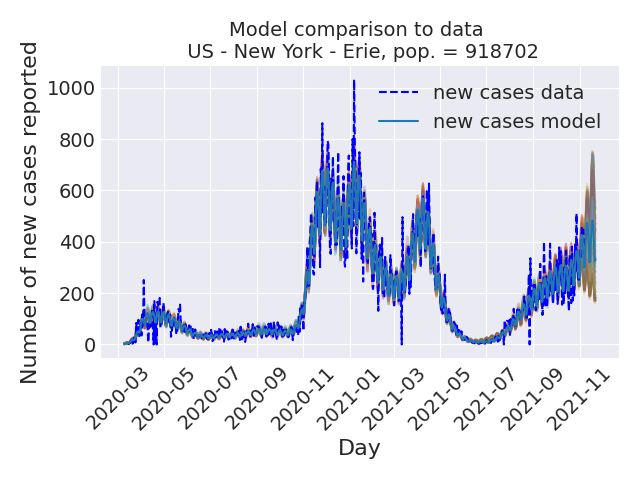 Model comparison to data
US - New York - Erie, pop. = 918702
Number of new cases reported
1000
800
600
400
200
0
new cases data
new cases model
2020-03
2020-05
2020-07
2020-09
2020-11
2021-01
2021-03
2021-05
2021-07
2021-09
2021-11
Day